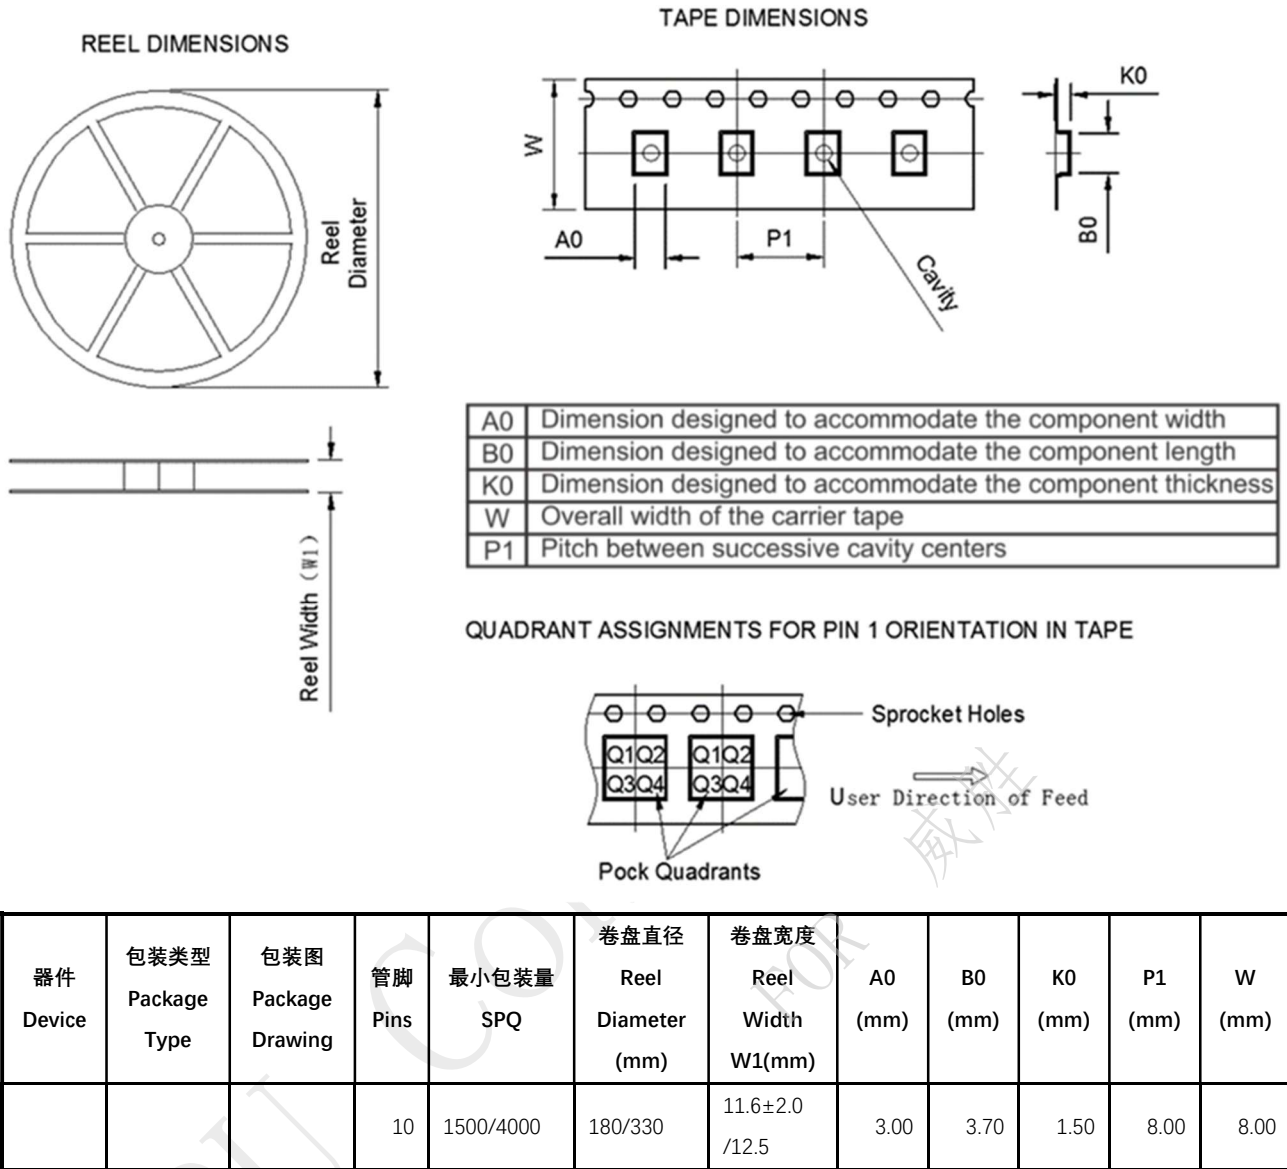 REEL DIMENSIONS
TAPE DIMENSIONS
Reel
Diameter
W
K0
A0
P1
B0
Cavity
Reel Width (W1)
A0 Dimension designed to accommodate the component width
B0 Dimension designed to accommodate the component length
K0 Dimension designed to accommodate the component thickness
W Overall width of the carrier tape
P1 Pitch between successive cavity centers
QUADRANT ASSIGNMENTS FOR PIN 1 ORIENTATION IN TAPE
Sprocket Holes
Q1 Q2 Q1 Q2
Q3 Q4 Q3 Q4
User Direction of Feed
Pock Quadrants
威胜
FOR
器件
Device
包装类型
Package
Type
包装图
Package
Drawing
管脚
Pins
最小包装量
SPQ
卷盘直径
Reel
Diameter
(mm)
卷盘宽度
Reel
Width
W1(mm)
A0
(mm)
B0
(mm)
K0
(mm)
P1
(mm)
W
(mm)
10
1500/4000
180/330
11.6±2.0
/12.5
3.00
3.70
1.50
8.00
8.00